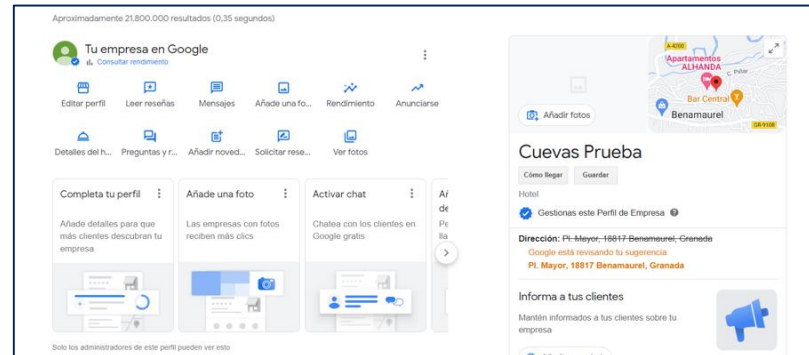 Aproximadamente 21.800.000 resultados (0,35 segundos)
Tu empresa en Google
Consultar rendimiento
Editar perfil
Leer reseñas
Mensajes
Añade una fo...
Rendimiento
Anunciarse
Detalles del h...
Preguntas y r...
Añadir noved...
Solicitar rese...
Ver fotos
Completa tu perfil
Añade detalles para que
más clientes descubran tu
empresa
Añade una foto
Las empresas con fotos
reciben más clics
Activar chat
Chatea con los clientes en
Google gratis
Solo los administradores de este perfil pueden ver esto
Añadir fotos
A-4200
Apartamentos
ALHANDA
Bar Central
Benamaurel
GR-9108
Cuevas Prueba
Cómo llegar
Guardar
Hotel
Gestionas este Perfil de Empresa
Dirección: Pl. Mayor, 18817 Benamaurel, Granada
Google está revisando tu sugerencia
Pl. Mayor, 18817 Benamaurel, Granada
Informa a tus clientes
Mantén informados a tus clientes sobre tu
empresa